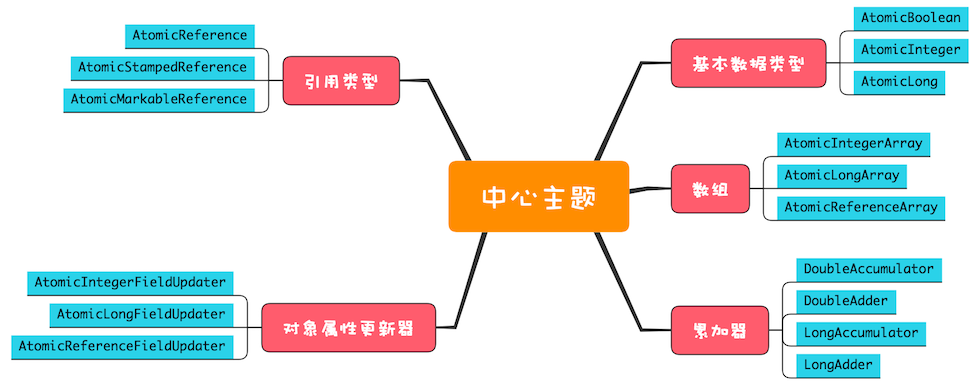 中心主题
引用类型
AtomicReference
AtomicStampedReference
AtomicMarkableReference
对象属性更新器
AtomicIntegerFieldUpdater
AtomicLongFieldUpdater
AtomicReferenceFieldUpdater
基本数据类型
AtomicBoolean
AtomicInteger
AtomicLong
数组
AtomicIntegerArray
AtomicLongArray
AtomicReferenceArray
累加器
DoubleAccumulator
DoubleAdder
LongAccumulator
LongAdder